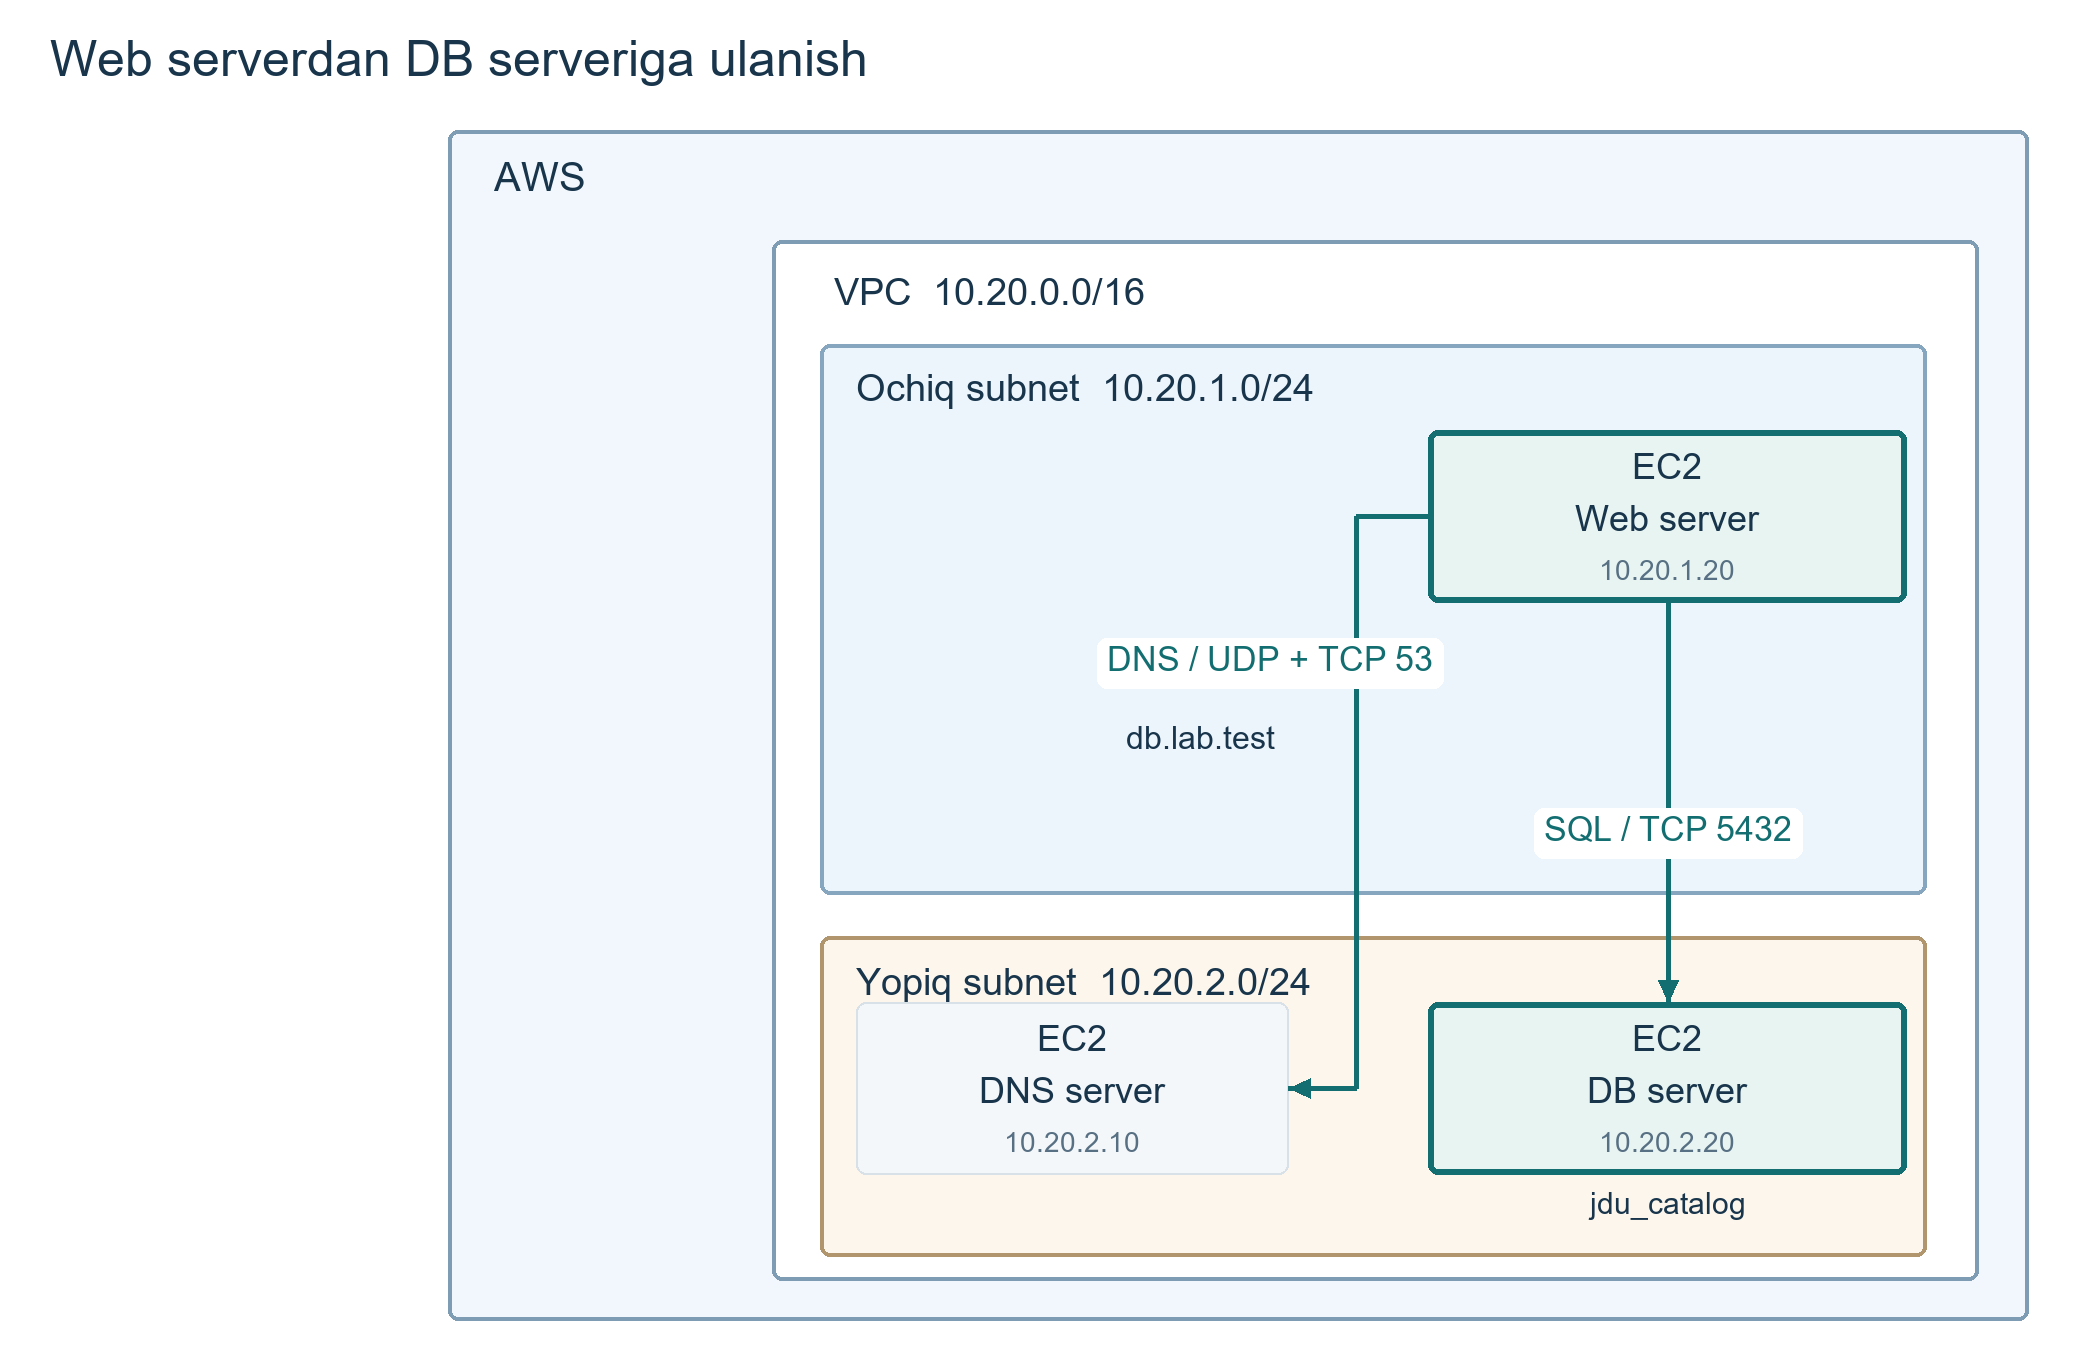 Web serverdan DB serveriga ulanish
AWS
VPC  10.20.0.0/16
Ochiq subnet  10.20.1.0/24
EC2
Web server
10.20.1.20
DNS / UDP + TCP 53
db.lab.test
SQL / TCP 5432
Yopiq subnet  10.20.2.0/24
EC2
DNS server
10.20.2.10
EC2
DB server
10.20.2.20
jdu_catalog